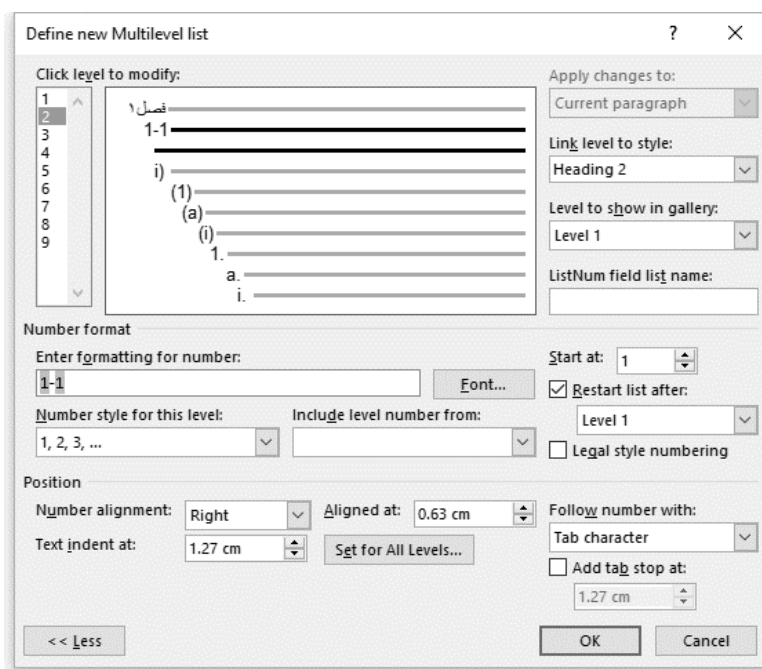 Define new Multilevel list
?
Click level to modify:
1
2
3
4
5
6
7
8
9
فصل۱
1-1
i)
(1)
(a)
(i)
1.
a.
i.
Apply changes to:
Current paragraph
Link level to style:
Heading 2
Level to show in gallery:
Level 1
ListNum field list name:
Number format
Enter formatting for number:
1-1
Font...
Number style for this level:
1, 2, 3, ...
Include level number from:
Start at: 1
Restart list after:
Level 1
Legal style numbering
Position
Number alignment: Right
Aligned at: 0.63 cm
Text indent at: 1.27 cm
Set for All Levels...
Follow number with:
Tab character
Add tab stop at:
1.27 cm
<< Less
OK
Cancel